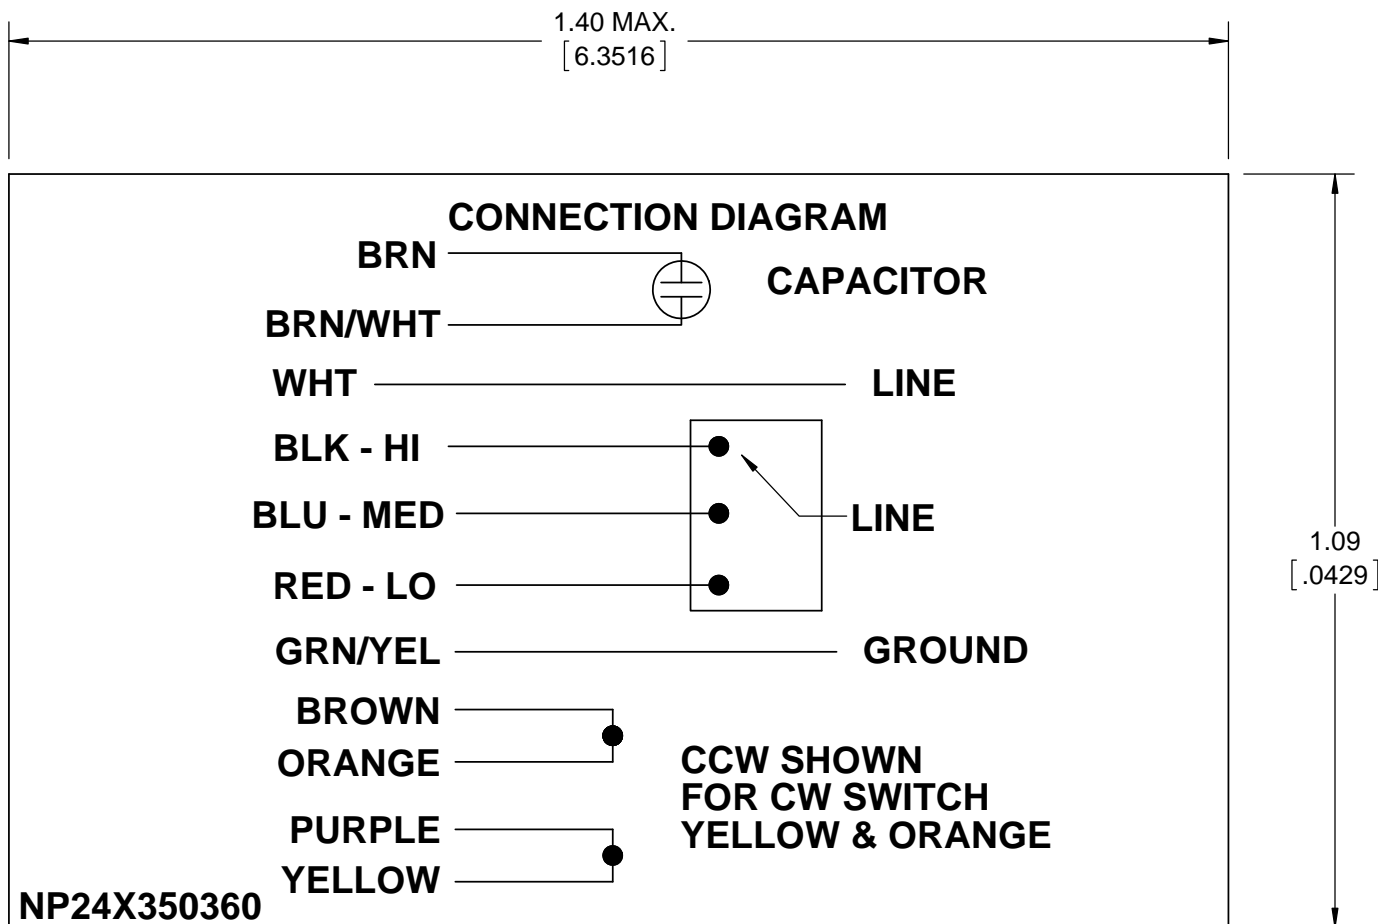 1.40 MAX.
[6.3516]
CONNECTION DIAGRAM
BRN
CAPACITOR
BRN/WHT
WHT
LINE
BLK - HI
BLU - MED
LINE
RED - LO
1.09
[.0429]
GRN/YEL
GROUND
BROWN
ORANGE
CCW SHOWN
FOR CW SWITCH
YELLOW & ORANGE
PURPLE
YELLOW
NP24X350360